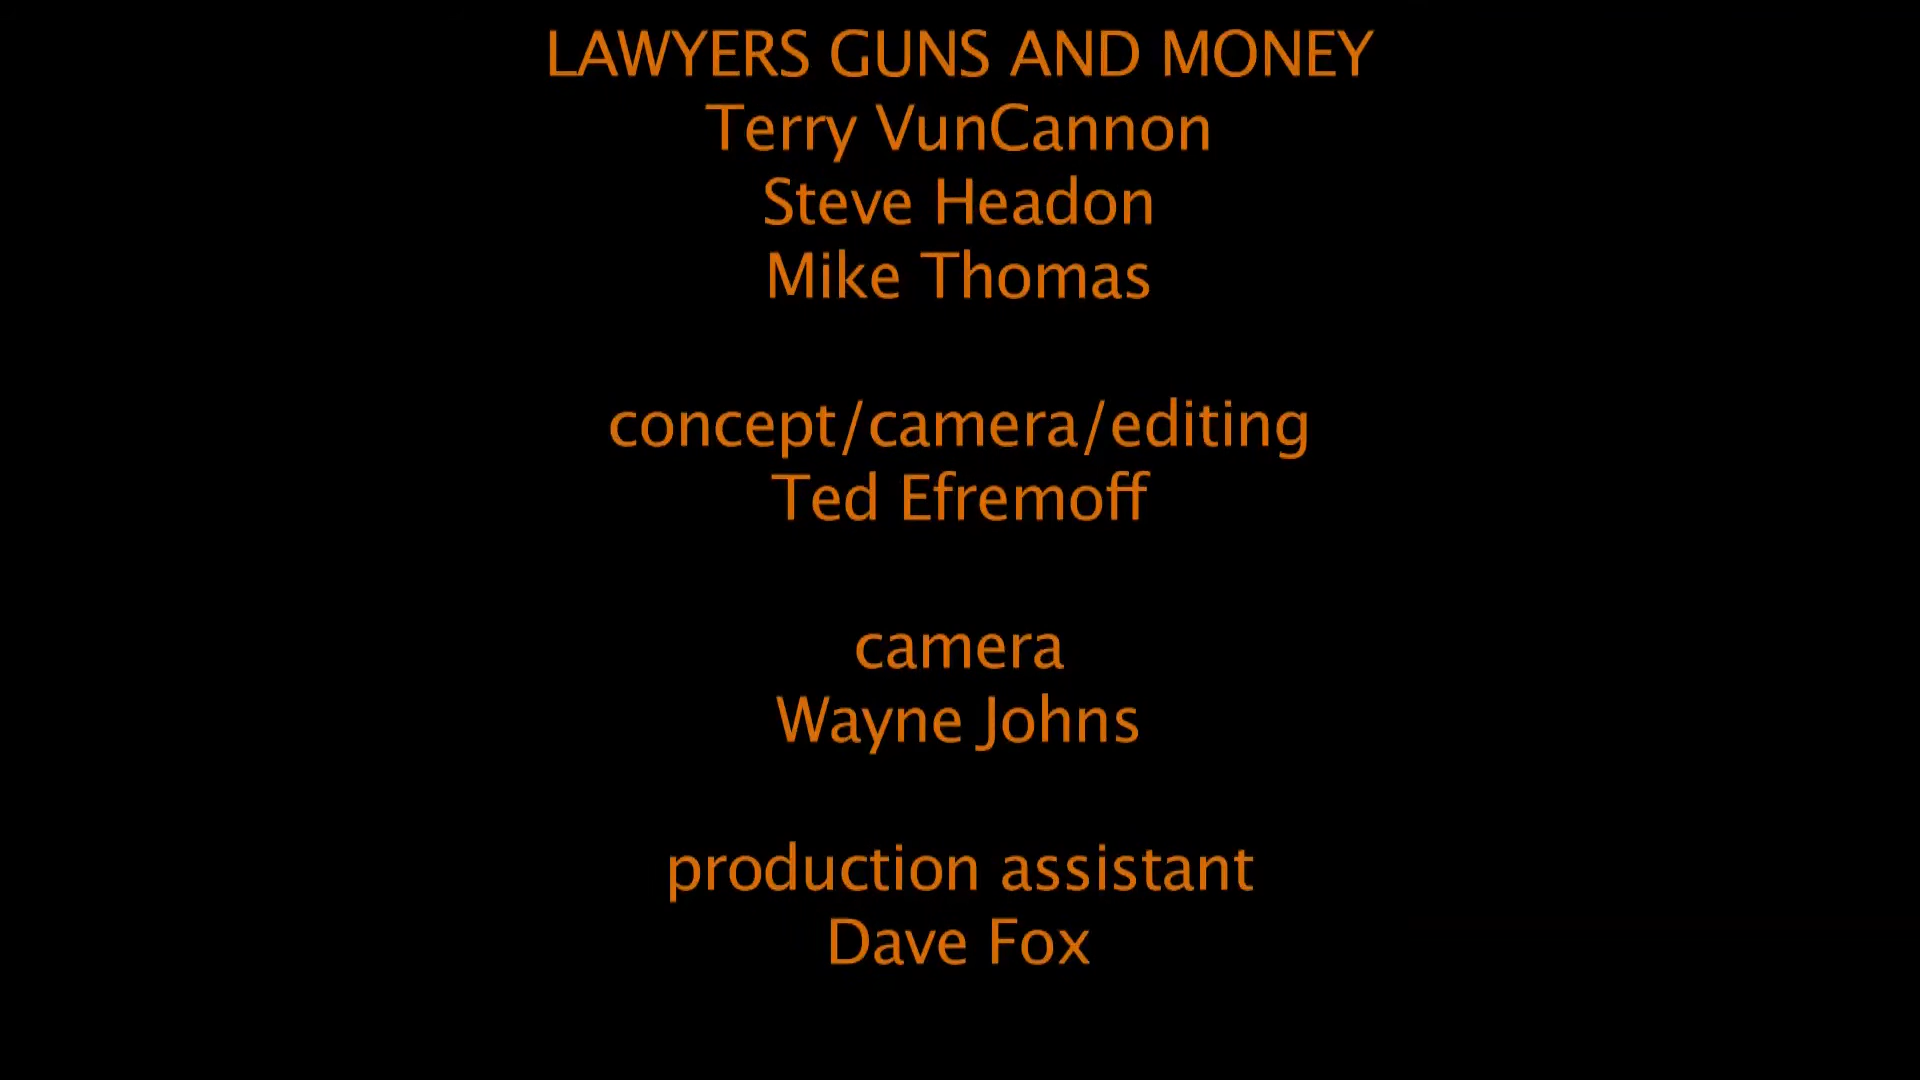 LAWYERS GUNS AND MONEY
Terry VunCannon
Steve Headon
Mike Thomas
concept/camera/editing
Ted Efremoff
camera
Wayne Johns
production assistant
Dave Fox